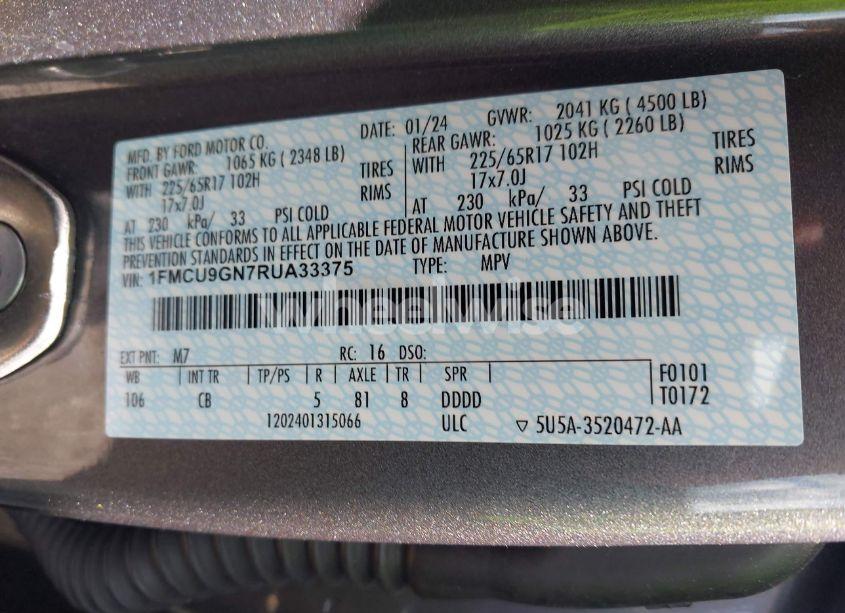 MFD. BY FORD MOTOR CO.
DATE: 01/24 GVWR: 2041 KG ( 4500 LB)
FRONT GAWR: 1065 KG ( 2348 LB)
REAR GAWR: 1025 KG ( 2260 LB)
WITH 225/65R17 102H TIRES
WITH 225/65R17 102H TIRES
17x7.0J RIMS
17x7.0J RIMS
AT 230 kPa/ 33 PSI COLD
AT 230 kPa/ 33 PSI COLD
THIS VEHICLE CONFORMS TO ALL APPLICABLE FEDERAL MOTOR VEHICLE SAFETY AND THEFT
PREVENTION STANDARDS IN EFFECT ON THE DATE OF MANUFACTURE SHOWN ABOVE.
VIN: 1FMCU9GN7RUA33375 TYPE: MPV
wheelwise
EXT PNT: M7 RC: 16 DSO:
WB INT TR TP/PS R AXLE TR SPR F0101
106 CB 5 81 8 DDDD T0172
1202401315066 ULC ▽ 5U5A-3520472-AA